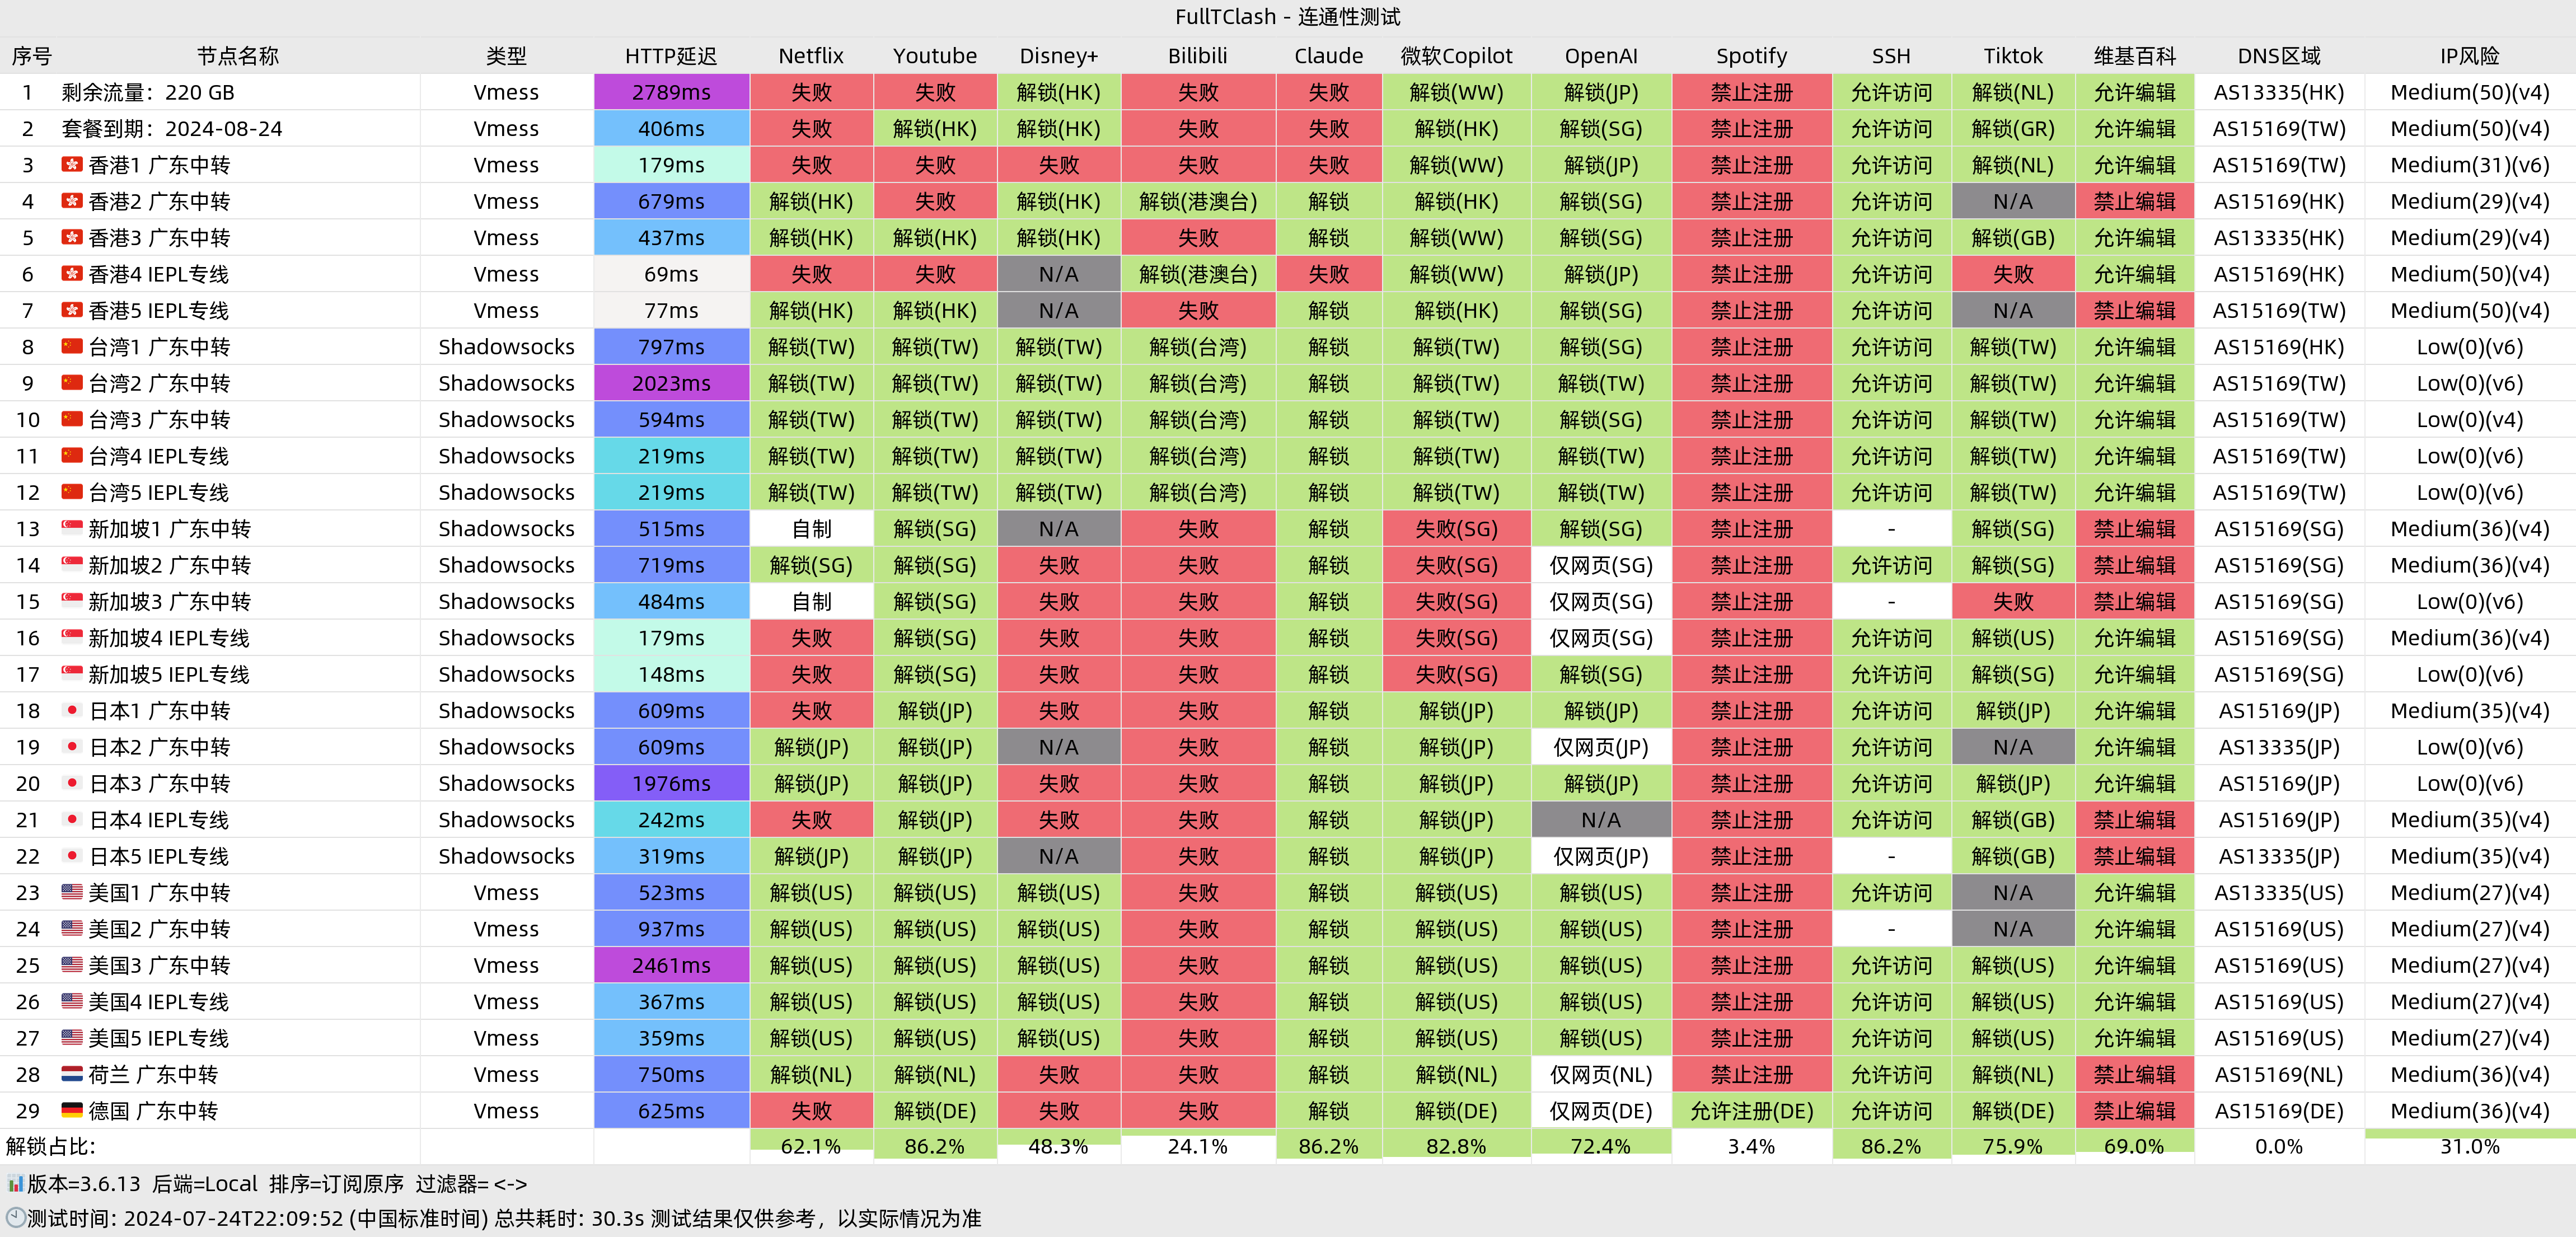 FullTClash - 连通性测试
序号 节点名称 类型 HTTP延迟 Netflix Youtube Disney+ Bilibili Claude 微软Copilot OpenAI Spotify SSH Tiktok 维基百科 DNS区域 IP风险
1 剩余流量：220 GB Vmess 2789ms 失败 失败 解锁(HK) 失败 失败 解锁(WW) 解锁(JP) 禁止注册 允许访问 解锁(NL) 允许编辑 AS13335(HK) Medium(50)(v4)
2 套餐到期：2024-08-24 Vmess 406ms 失败 解锁(HK) 解锁(HK) 失败 失败 解锁(HK) 解锁(SG) 禁止注册 允许访问 解锁(GR) 允许编辑 AS15169(TW) Medium(50)(v4)
3 香港1 广东中转 Vmess 179ms 失败 失败 失败 失败 失败 解锁(WW) 解锁(JP) 禁止注册 允许访问 解锁(NL) 允许编辑 AS15169(TW) Medium(31)(v6)
4 香港2 广东中转 Vmess 679ms 解锁(HK) 失败 解锁(HK) 解锁(港澳台) 解锁 解锁(HK) 解锁(SG) 禁止注册 允许访问 N/A 禁止编辑 AS15169(HK) Medium(29)(v4)
5 香港3 广东中转 Vmess 437ms 解锁(HK) 解锁(HK) 解锁(HK) 失败 解锁 解锁(WW) 解锁(SG) 禁止注册 允许访问 解锁(GB) 允许编辑 AS13335(HK) Medium(29)(v4)
6 香港4 IEPL专线 Vmess 69ms 失败 失败 N/A 解锁(港澳台) 失败 解锁(WW) 解锁(JP) 禁止注册 允许访问 失败 允许编辑 AS15169(HK) Medium(50)(v4)
7 香港5 IEPL专线 Vmess 77ms 解锁(HK) 解锁(HK) N/A 失败 解锁 解锁(HK) 解锁(SG) 禁止注册 允许访问 N/A 禁止编辑 AS15169(TW) Medium(50)(v4)
8 台湾1 广东中转 Shadowsocks 797ms 解锁(TW) 解锁(TW) 解锁(TW) 解锁(台湾) 解锁 解锁(TW) 解锁(SG) 禁止注册 允许访问 解锁(TW) 允许编辑 AS15169(HK) Low(0)(v6)
9 台湾2 广东中转 Shadowsocks 2023ms 解锁(TW) 解锁(TW) 解锁(TW) 解锁(台湾) 解锁 解锁(TW) 解锁(TW) 禁止注册 允许访问 解锁(TW) 允许编辑 AS15169(TW) Low(0)(v6)
10 台湾3 广东中转 Shadowsocks 594ms 解锁(TW) 解锁(TW) 解锁(TW) 解锁(台湾) 解锁 解锁(TW) 解锁(SG) 禁止注册 允许访问 解锁(TW) 允许编辑 AS15169(TW) Low(0)(v4)
11 台湾4 IEPL专线 Shadowsocks 219ms 解锁(TW) 解锁(TW) 解锁(TW) 解锁(台湾) 解锁 解锁(TW) 解锁(TW) 禁止注册 允许访问 解锁(TW) 允许编辑 AS15169(TW) Low(0)(v6)
12 台湾5 IEPL专线 Shadowsocks 219ms 解锁(TW) 解锁(TW) 解锁(TW) 解锁(台湾) 解锁 解锁(TW) 解锁(TW) 禁止注册 允许访问 解锁(TW) 允许编辑 AS15169(TW) Low(0)(v6)
13 新加坡1 广东中转 Shadowsocks 515ms 自制 解锁(SG) N/A 失败 解锁 失败(SG) 解锁(SG) 禁止注册 - 解锁(SG) 禁止编辑 AS15169(SG) Medium(36)(v4)
14 新加坡2 广东中转 Shadowsocks 719ms 解锁(SG) 解锁(SG) 失败 失败 解锁 失败(SG) 仅网页(SG) 禁止注册 允许访问 解锁(SG) 禁止编辑 AS15169(SG) Medium(36)(v4)
15 新加坡3 广东中转 Shadowsocks 484ms 自制 解锁(SG) 失败 失败 解锁 失败(SG) 仅网页(SG) 禁止注册 - 失败 禁止编辑 AS15169(SG) Low(0)(v6)
16 新加坡4 IEPL专线 Shadowsocks 179ms 失败 解锁(SG) 失败 失败 解锁 失败(SG) 仅网页(SG) 禁止注册 允许访问 解锁(US) 允许编辑 AS15169(SG) Medium(36)(v4)
17 新加坡5 IEPL专线 Shadowsocks 148ms 失败 解锁(SG) 失败 失败 解锁 失败(SG) 解锁(SG) 禁止注册 允许访问 解锁(SG) 允许编辑 AS15169(SG) Low(0)(v6)
18 日本1 广东中转 Shadowsocks 609ms 失败 解锁(JP) 失败 失败 解锁 解锁(JP) 解锁(JP) 禁止注册 允许访问 解锁(JP) 允许编辑 AS15169(JP) Medium(35)(v4)
19 日本2 广东中转 Shadowsocks 609ms 解锁(JP) 解锁(JP) N/A 失败 解锁 解锁(JP) 仅网页(JP) 禁止注册 允许访问 N/A 允许编辑 AS13335(JP) Low(0)(v6)
20 日本3 广东中转 Shadowsocks 1976ms 解锁(JP) 解锁(JP) 失败 失败 解锁 解锁(JP) 解锁(JP) 禁止注册 允许访问 解锁(JP) 允许编辑 AS15169(JP) Low(0)(v6)
21 日本4 IEPL专线 Shadowsocks 242ms 失败 解锁(JP) 失败 失败 解锁 解锁(JP) N/A 禁止注册 允许访问 解锁(GB) 禁止编辑 AS15169(JP) Medium(35)(v4)
22 日本5 IEPL专线 Shadowsocks 319ms 解锁(JP) 解锁(JP) N/A 失败 解锁 解锁(JP) 仅网页(JP) 禁止注册 - 解锁(GB) 禁止编辑 AS13335(JP) Medium(35)(v4)
23 美国1 广东中转 Vmess 523ms 解锁(US) 解锁(US) 解锁(US) 失败 解锁 解锁(US) 解锁(US) 禁止注册 允许访问 N/A 允许编辑 AS13335(US) Medium(27)(v4)
24 美国2 广东中转 Vmess 937ms 解锁(US) 解锁(US) 解锁(US) 失败 解锁 解锁(US) 解锁(US) 禁止注册 - N/A 允许编辑 AS15169(US) Medium(27)(v4)
25 美国3 广东中转 Vmess 2461ms 解锁(US) 解锁(US) 解锁(US) 失败 解锁 解锁(US) 解锁(US) 禁止注册 允许访问 解锁(US) 允许编辑 AS15169(US) Medium(27)(v4)
26 美国4 IEPL专线 Vmess 367ms 解锁(US) 解锁(US) 解锁(US) 失败 解锁 解锁(US) 解锁(US) 禁止注册 允许访问 解锁(US) 允许编辑 AS15169(US) Medium(27)(v4)
27 美国5 IEPL专线 Vmess 359ms 解锁(US) 解锁(US) 解锁(US) 失败 解锁 解锁(US) 解锁(US) 禁止注册 允许访问 解锁(US) 允许编辑 AS15169(US) Medium(27)(v4)
28 荷兰 广东中转 Vmess 750ms 解锁(NL) 解锁(NL) 失败 失败 解锁 解锁(NL) 仅网页(NL) 禁止注册 允许访问 解锁(NL) 禁止编辑 AS15169(NL) Medium(36)(v4)
29 德国 广东中转 Vmess 625ms 失败 解锁(DE) 失败 失败 解锁 解锁(DE) 仅网页(DE) 允许注册(DE) 允许访问 解锁(DE) 禁止编辑 AS15169(DE) Medium(36)(v4)
解锁占比: 62.1% 86.2% 48.3% 24.1% 86.2% 82.8% 72.4% 3.4% 86.2% 75.9% 69.0% 0.0% 31.0%
版本=3.6.13 后端=Local 排序=订阅原序 过滤器= <->
测试时间: 2024-07-24T22:09:52 (中国标准时间) 总共耗时: 30.3s 测试结果仅供参考，以实际情况为准